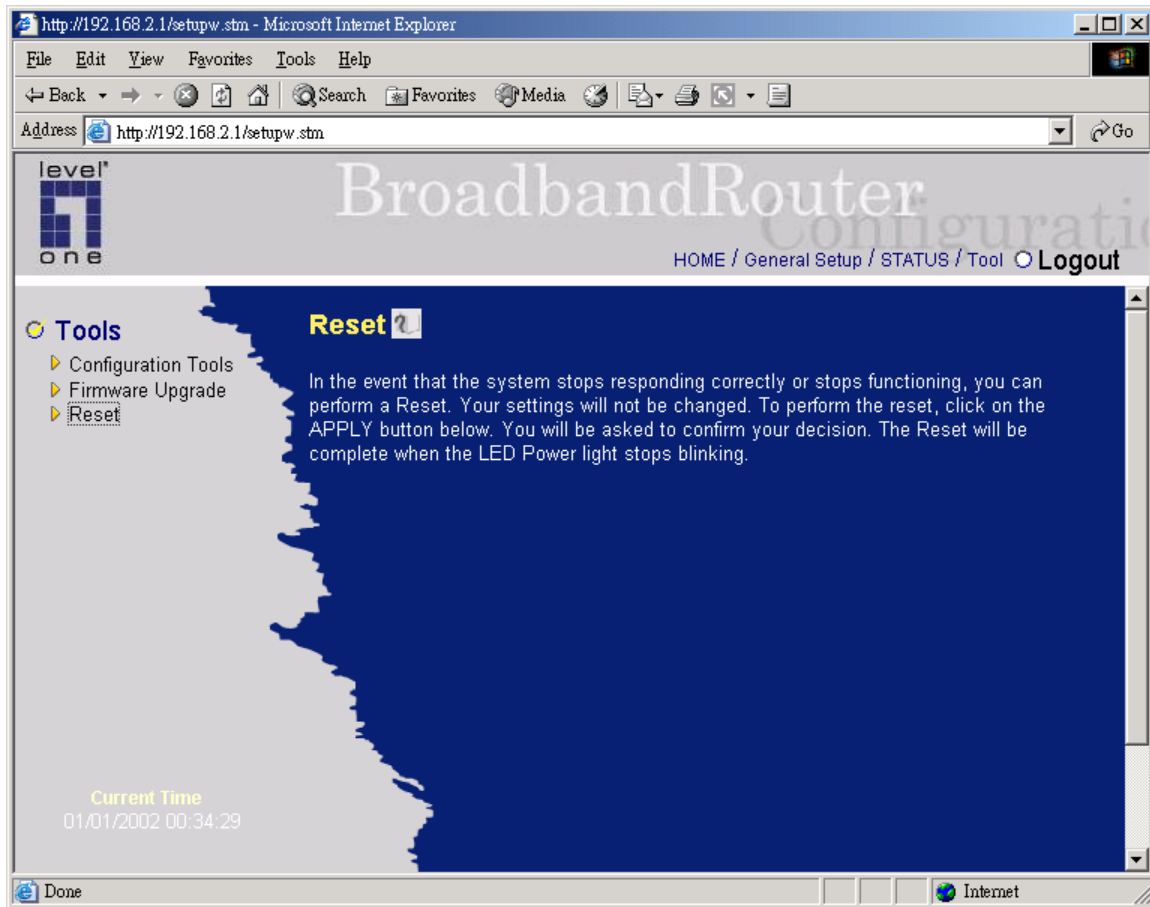 http://192.168.2.1/setupw.stm - Microsoft Internet Explorer
File Edit View Favorites Tools Help
Back Search Favorites Media
Address http://192.168.2.1/setupw.stm Go
level
one
BroadbandRouter
Configuratio
HOME / General Setup / STATUS / Tool Logout
Tools
Configuration Tools
Firmware Upgrade
Reset
Reset
In the event that the system stops responding correctly or stops functioning, you can
perform a Reset. Your settings will not be changed. To perform the reset, click on the
APPLY button below. You will be asked to confirm your decision. The Reset will be
complete when the LED Power light stops blinking.
Current Time
01/01/2002 00:34:29
Done Internet